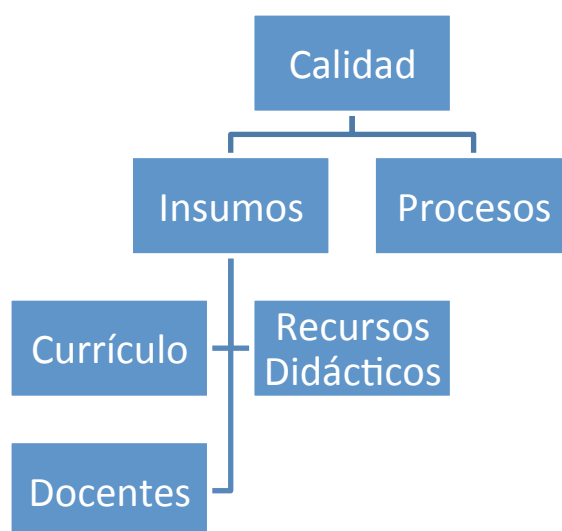 Calidad
Insumos
Procesos
Currículo
Recursos
Didácticos
Docentes